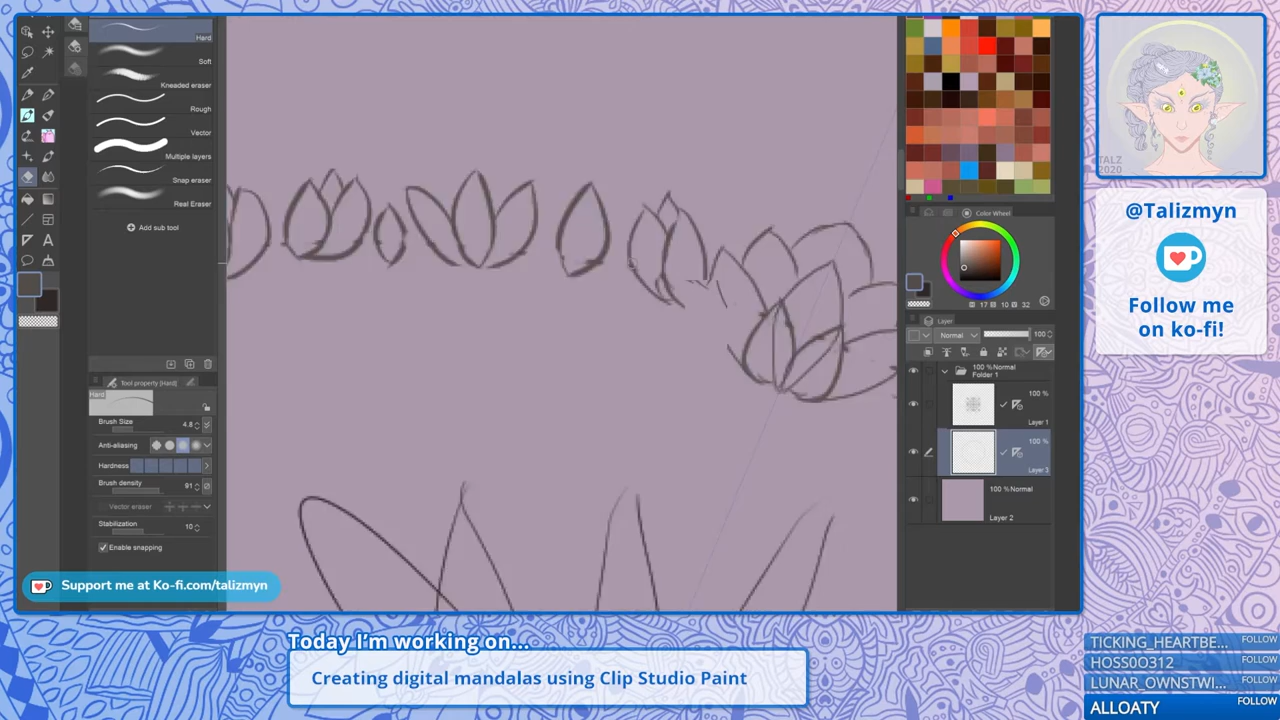 Hard
Soft
Kneaded eraser
Rough
Vector
Multiple layers
Snap eraser
Real Eraser
Add sub tool
Tool property [Hard]
Hard
Brush Size 4.8
Anti-aliasing
Hardness
Brush density 91
Vector eraser
Stabilization 10
Enable snapping
Support me at Ko-fi.com/talizmyn
Color Wheel
17 10 32
Layer
Normal 100
100 %Normal
Folder 1
100 %
Layer 1
100 %
Layer 3
100 %Normal
Layer 2
TALZ
2020
@Talizmyn
Follow me
on ko-fi!
Today I'm working on...
Creating digital mandalas using Clip Studio Paint
TICKING_HEARTBE... FOLLOW
HOSS0O312 FOLLOW
LUNAR_OWNSTWI... FOLLOW
ALLOATY FOLLOW